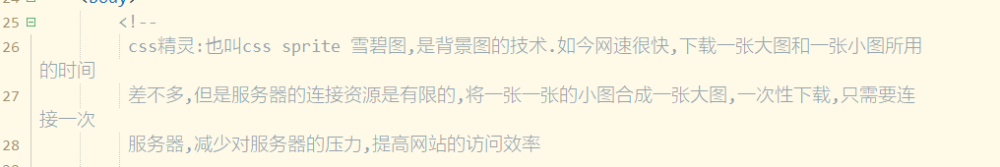 24 <body>
25 <!--
26 css精灵:也叫css sprite 雪碧图,是背景图的技术.如今网速很快,下载一张大图和一张小图所用
的时间
27 差不多,但是服务器的连接资源是有限的,将一张一张的小图合成一张大图,一次性下载,只需要连
接一次
28 服务器,减少对服务器的压力,提高网站的访问效率